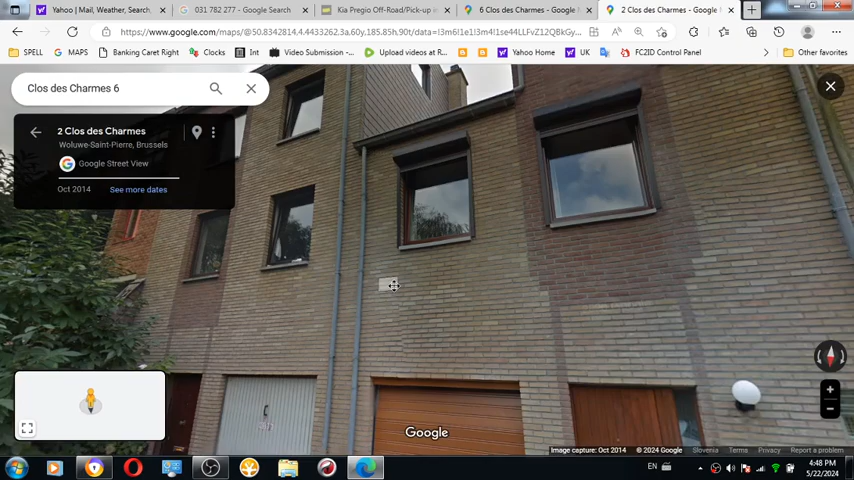 Yahoo | Mail, Weather, Search,
031 782 277 - Google Search
Kia Pregio Off-Road/Pick-up
6 Clos des Charmes - Google
2 Clos des Charmes - Google
https://www.google.com/maps/@50.8342014,4.4433262,3a,60y,185.85h,90t/data=!3m6!1e1!3m4!1se44LLFvZ12Q8kGy...
SPELL
MAPS
Banking Caret Right
Clocks
Int
Video Submission -...
Upload videos at R...
Yahoo Home
UK
FC2ID Control Panel
Other favorites
Clos des Charmes 6
2 Clos des Charmes
Woluwe-Saint-Pierre, Brussels
Google Street View
Oct 2014
See more dates
Google
Image capture: Oct 2014
© 2024 Google
Slovenia
Terms
Privacy
Report a problem
EN
4:48 PM
5/22/2024